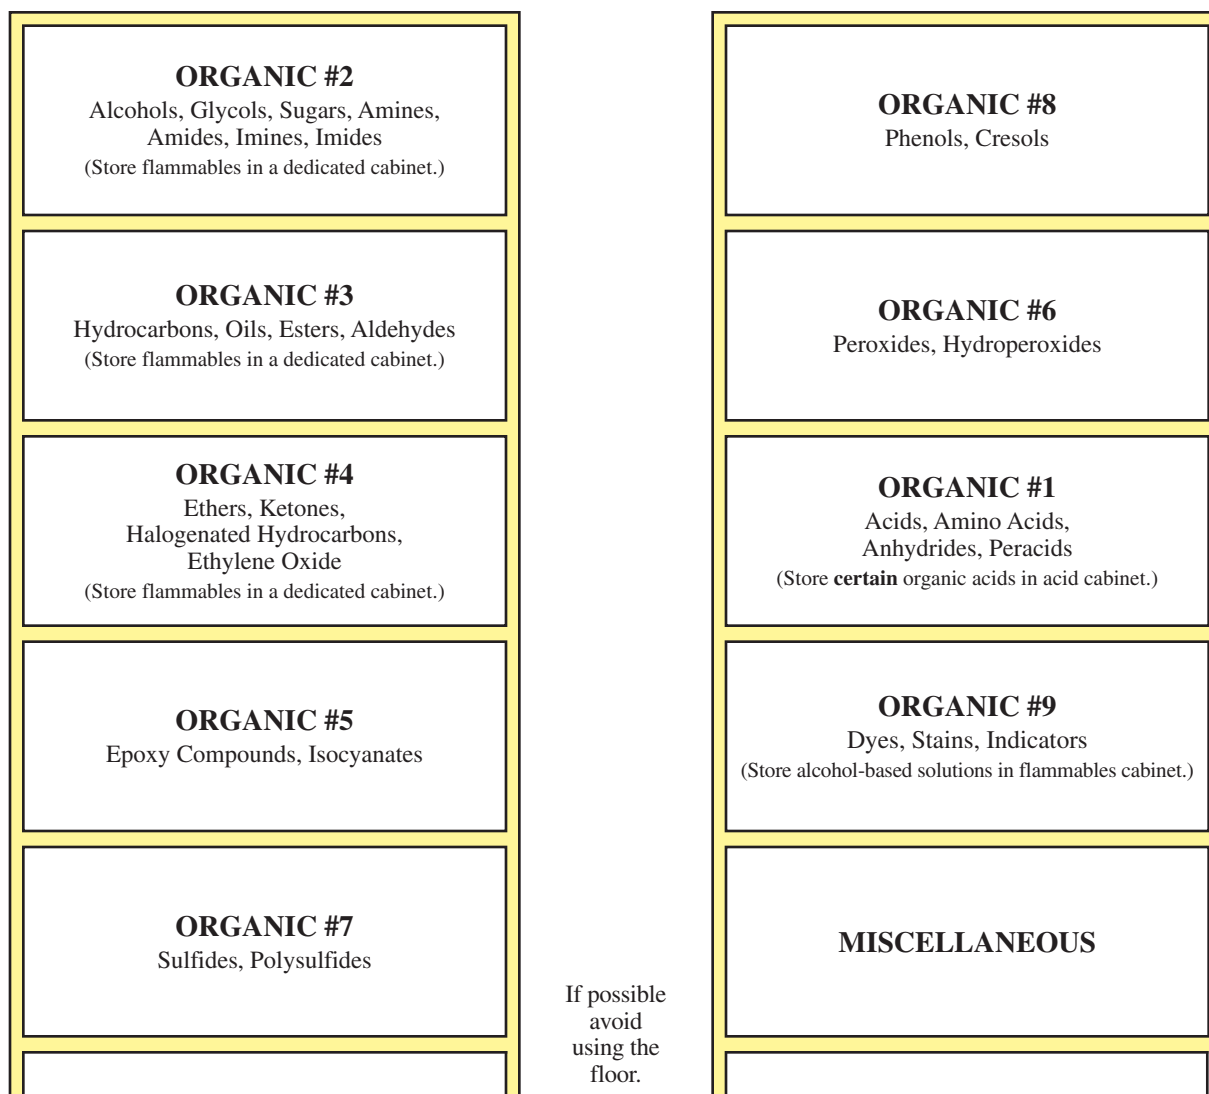 ORGANIC #2
Alcohols, Glycols, Sugars, Amines,
Amides, Imines, Imides
(Store flammables in a dedicated cabinet.)
ORGANIC #3
Hydrocarbons, Oils, Esters, Aldehydes
(Store flammables in a dedicated cabinet.)
ORGANIC #4
Ethers, Ketones,
Halogenated Hydrocarbons,
Ethylene Oxide
(Store flammables in a dedicated cabinet.)
ORGANIC #5
Epoxy Compounds, Isocyanates
ORGANIC #7
Sulfides, Polysulfides
If possible
avoid
using the
floor.
ORGANIC #8
Phenols, Cresols
ORGANIC #6
Peroxides, Hydroperoxides
ORGANIC #1
Acids, Amino Acids,
Anhydrides, Peracids
(Store certain organic acids in acid cabinet.)
ORGANIC #9
Dyes, Stains, Indicators
(Store alcohol-based solutions in flammables cabinet.)
MISCELLANEOUS